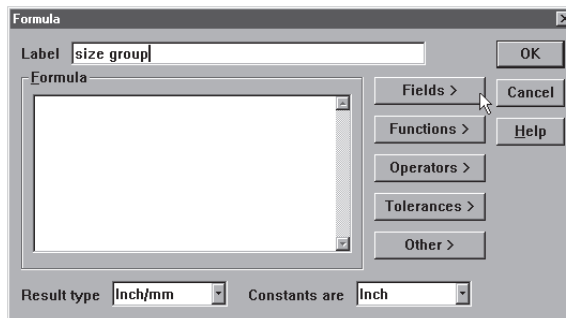 Formula
Label size group OK
Formula
Fields > Cancel
Functions > Help
Operators >
Tolerances >
Other >
Result type Inch/mm Constants are Inch